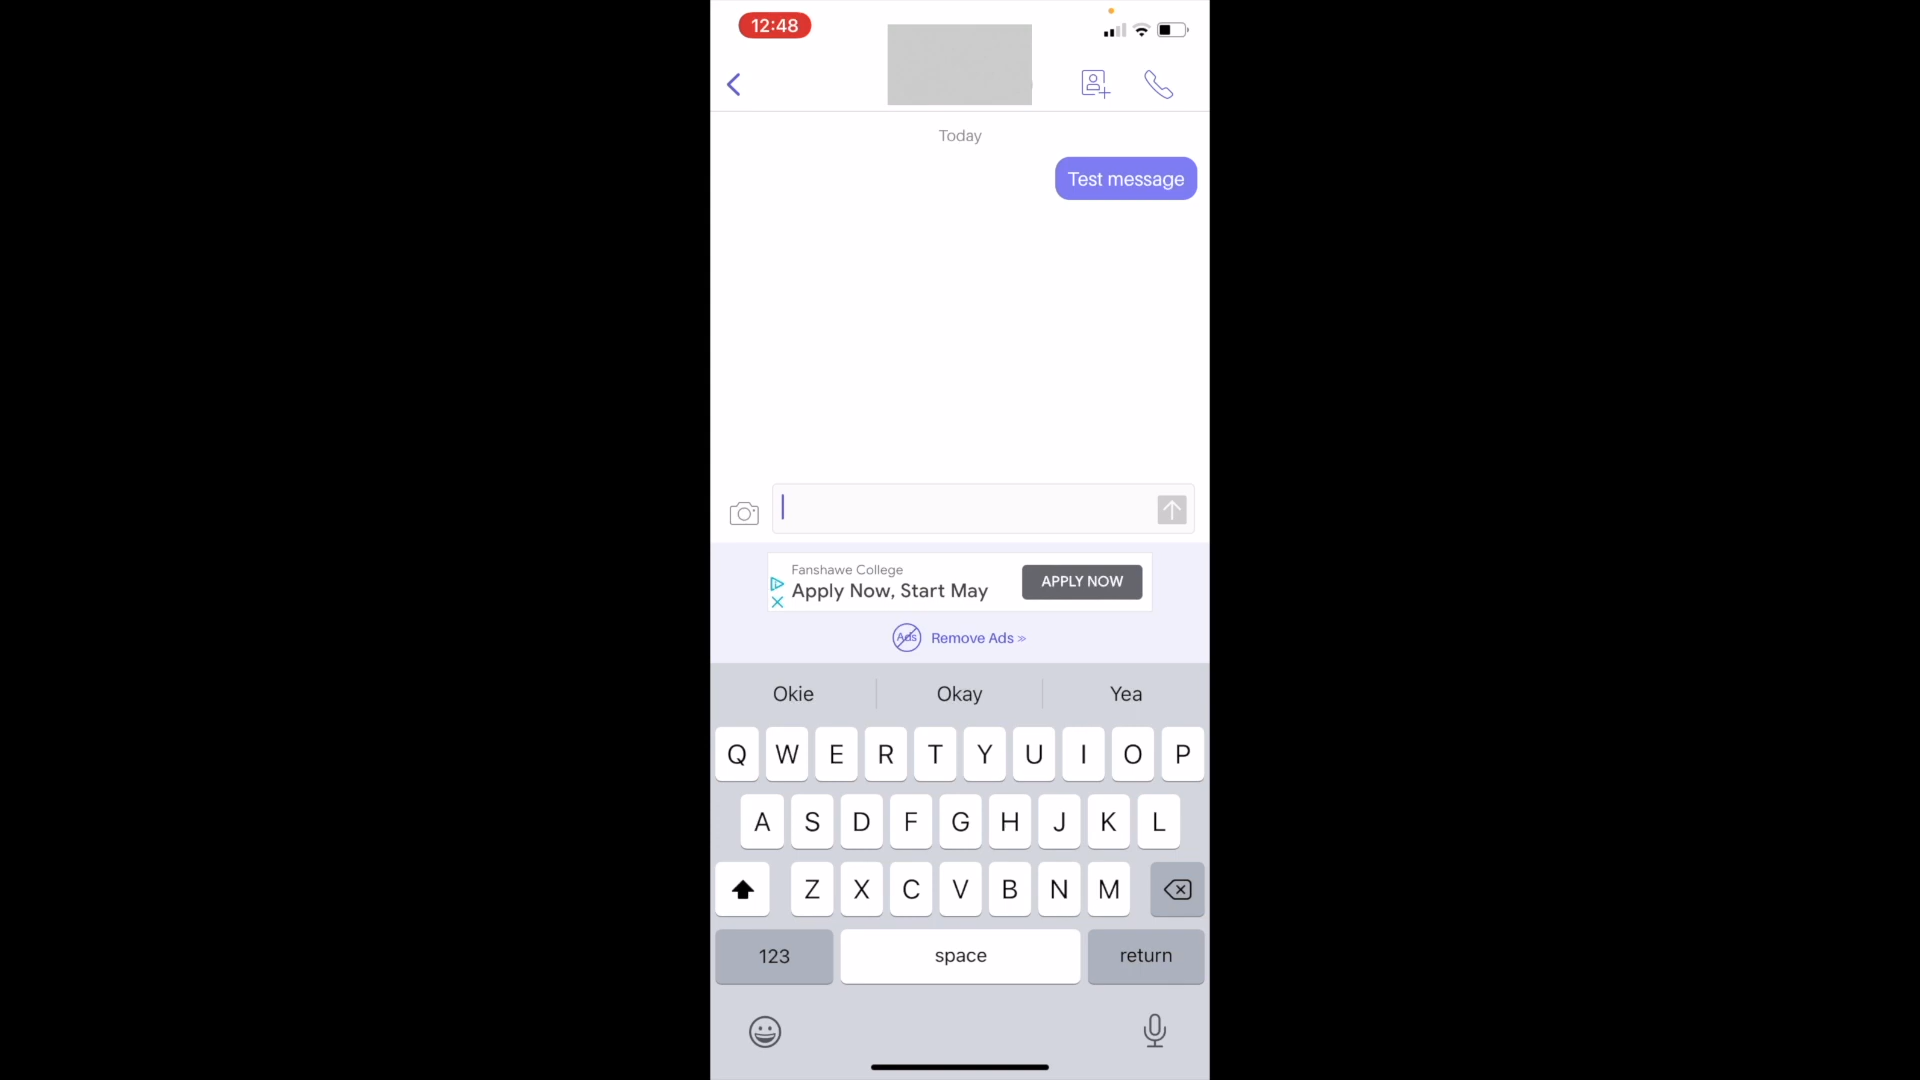 12:48
Today
Test message
Fanshawe College
Apply Now, Start May
APPLY NOW
Ads
Remove Ads »
Okie Okay Yea
Q W E R T Y U I O P
A S D F G H J K L
Z X C V B N M
123 space return